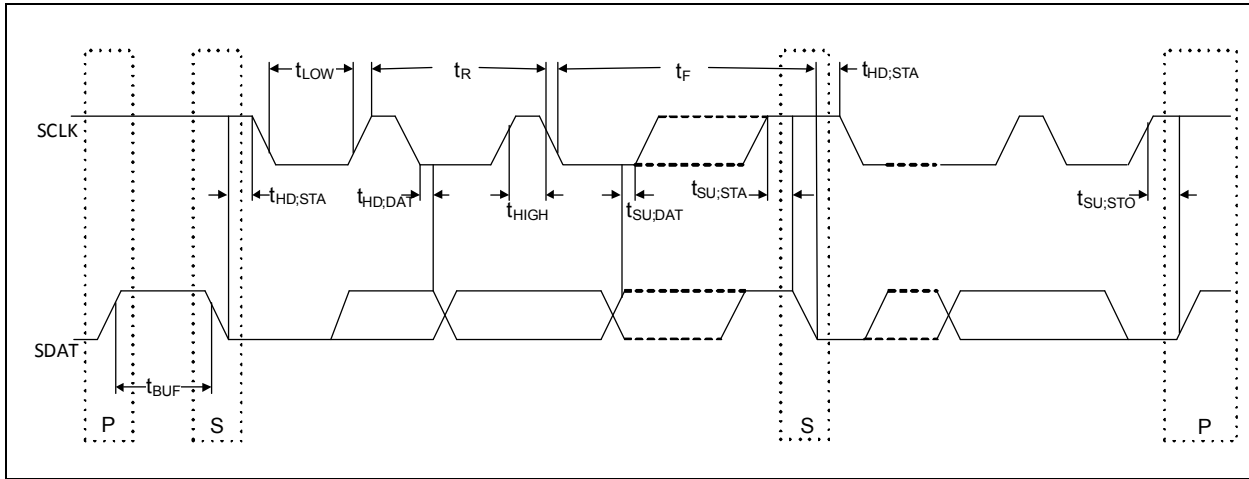 tLOW
tR
tF
tHD;STA
SCLK
tHD;STA
tHD;DAT
tHIGH
tSU;DAT
tSU;STA
tSU;STO
SDAT
tBUF
P
S
S
P